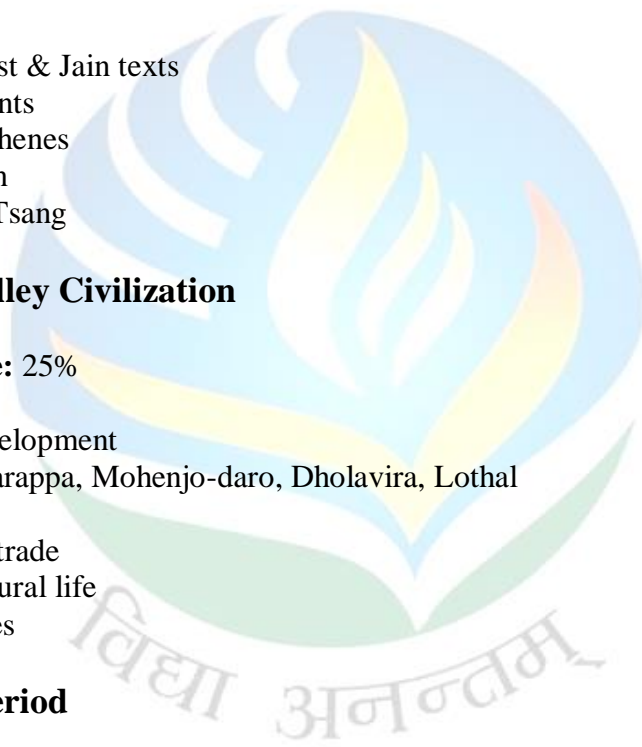 st & Jain texts
nts
henes
n
Tsang
lley Civilization
e: 25%
elopment
arappa, Mohenjo-daro, Dholavira, Lothal
trade
ural life
es
eriod
विद्या अनन्तम्